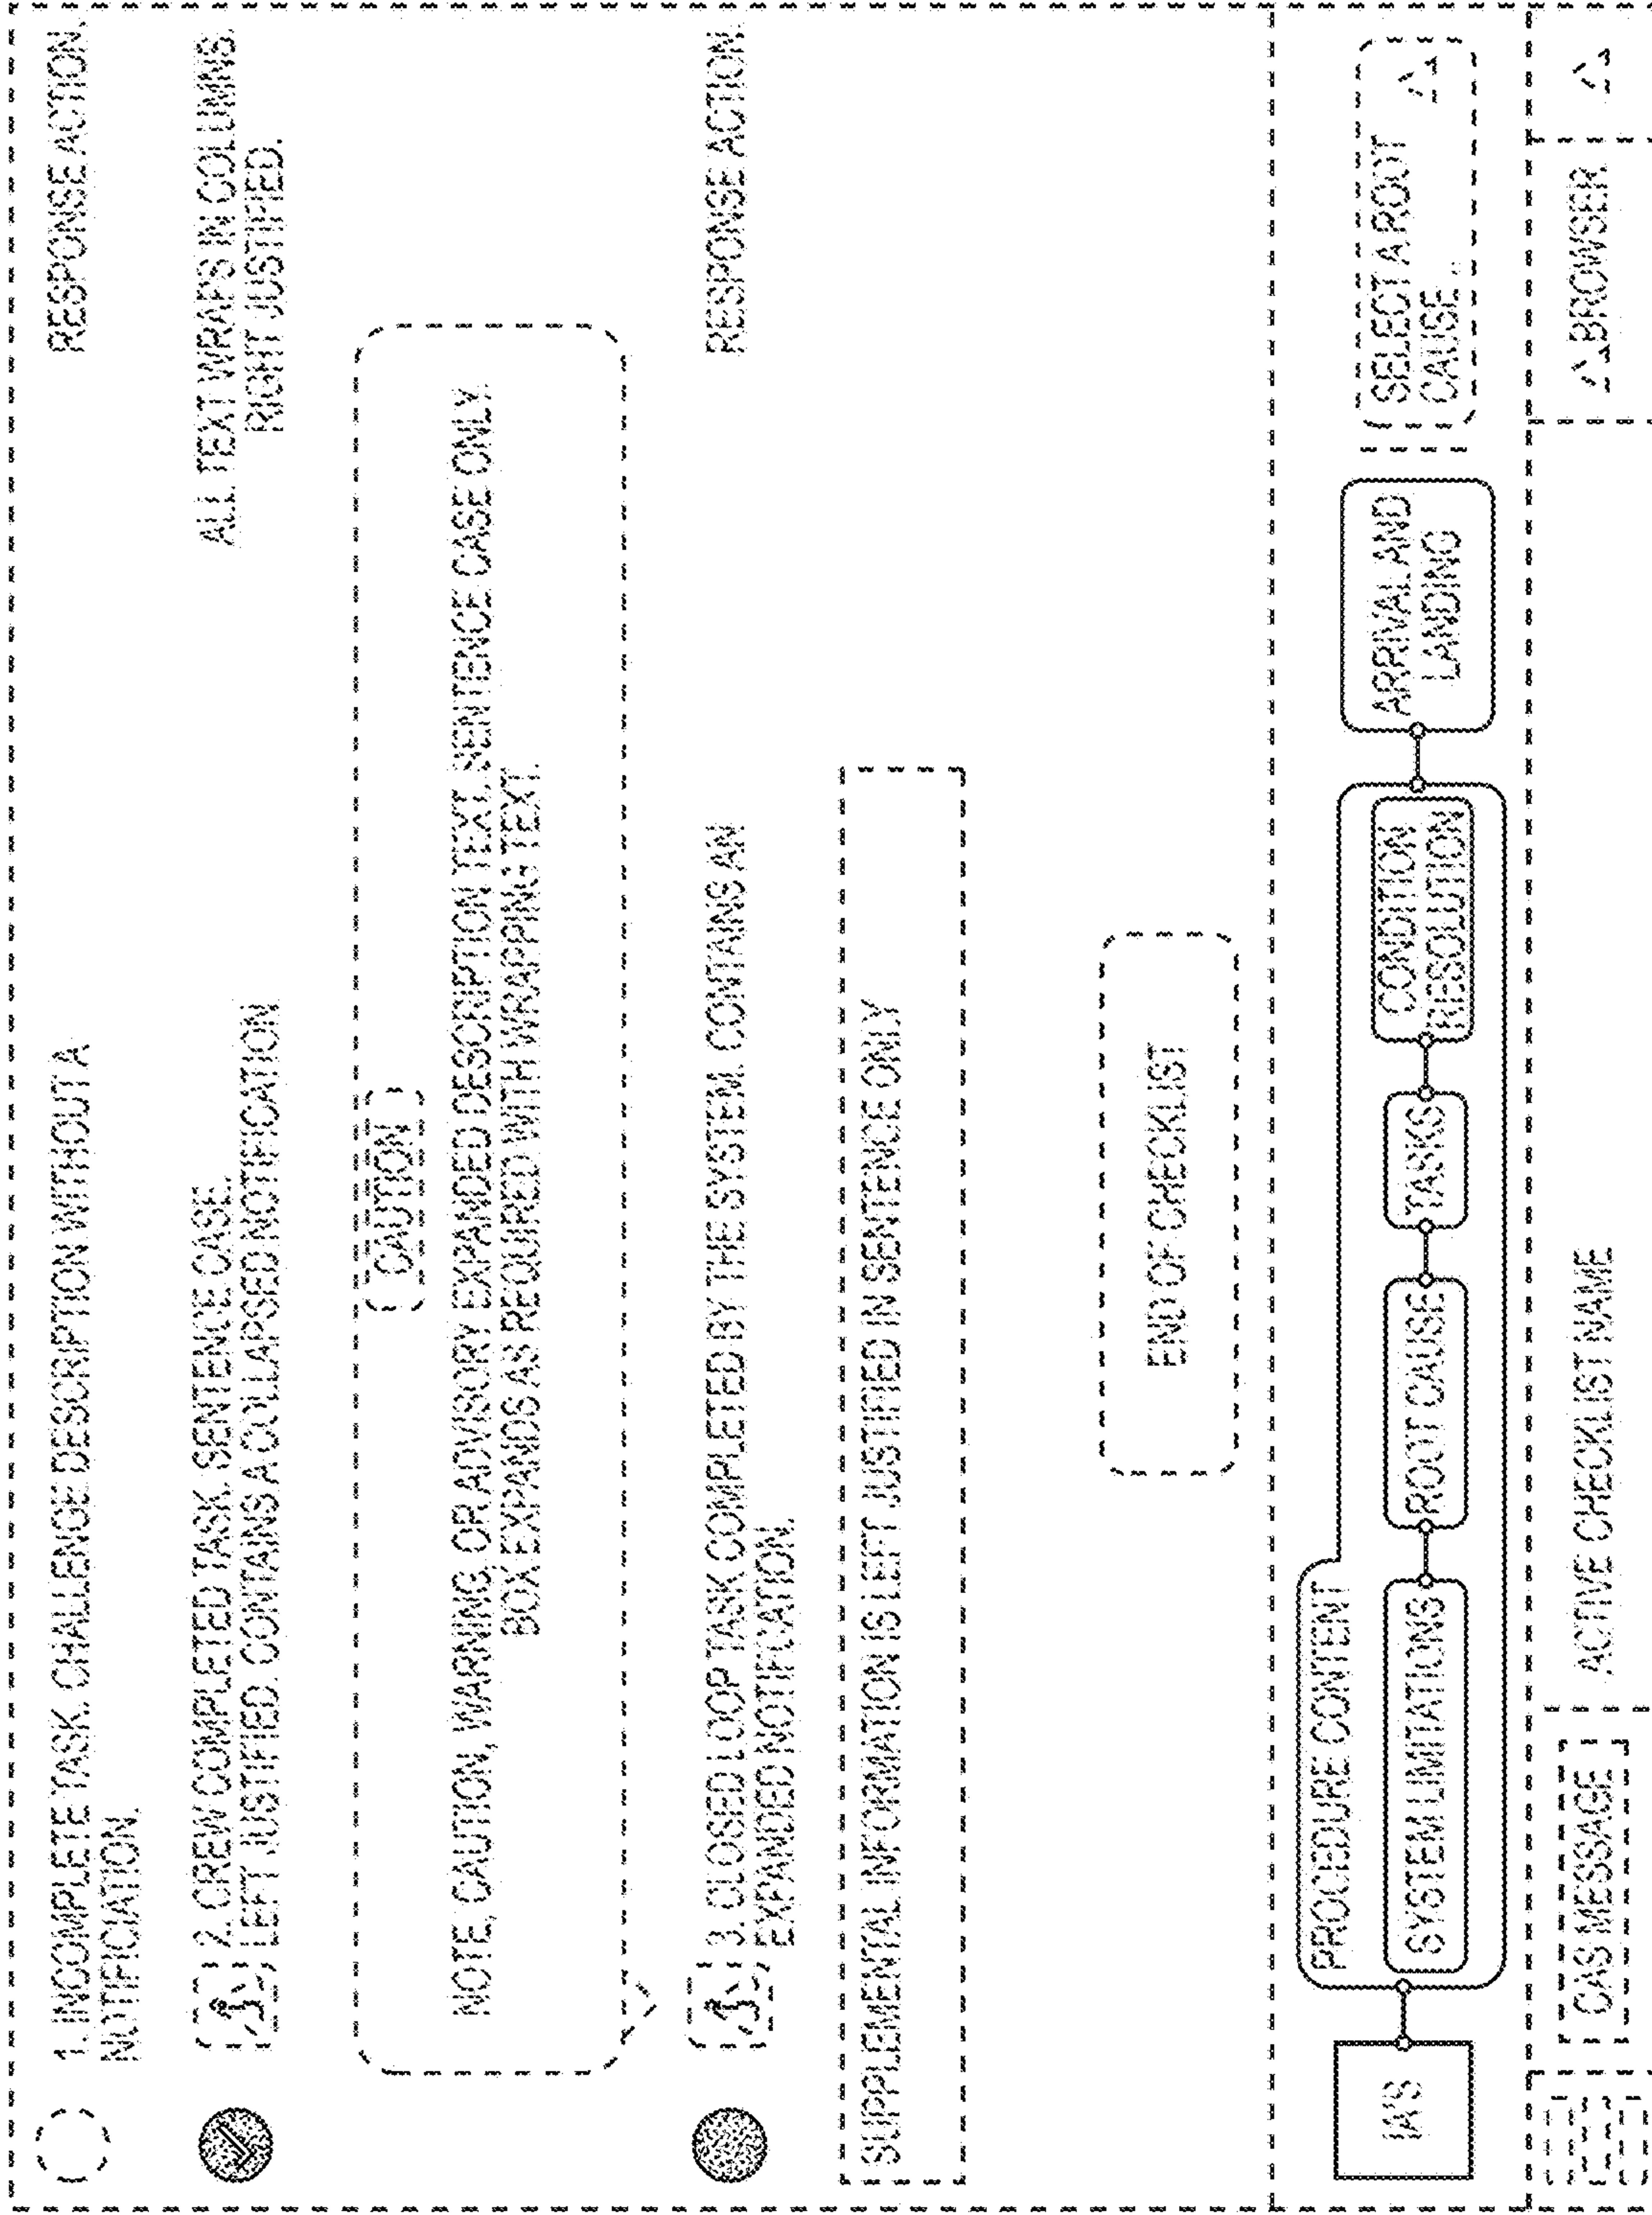 1. INCOMPLETE TASK. CHALLENGE DESCRIPTION WITHOUT A
NOTIFICIATION.
RESPONSE ACTION.
2. CREW COMPLETED TASK. SENTENCE CASE.
LEFT JUSTIFIED. CONTAINS A COLLAPSED NOTIFICATION
ALL TEXT WRAPS IN COLUMNS.
RIGHT JUSTIFIED.
CAUTION
NOTE, CAUTION, WARNING, OR ADVISORY EXPANDED DESCRIPTION TEXT, SENTENCE CASE ONLY.
BOX EXPANDS AS REQUIRED WITH WRAPPING TEXT.
3. CLOSED LOOP TASK COMPLETED BY THE SYSTEM. CONTAINS AN
EXPANDED NOTIFICATION.
RESPONSE ACTION.
SUPPLEMENTAL INFORMATION IS LEFT JUSTIFIED IN SENTENCE ONLY
END OF CHECKLIST
IA'S
PROCEDURE CONTENT
SYSTEM LIMITATIONS
ROOT CAUSE
TASKS
CONDITION
RESOLUTION
ARRIVAL AND
LANDING
SELECT A ROOT
CAUSE..
CAS MESSAGE
ACTIVE CHECKLIST NAME
BROWSER